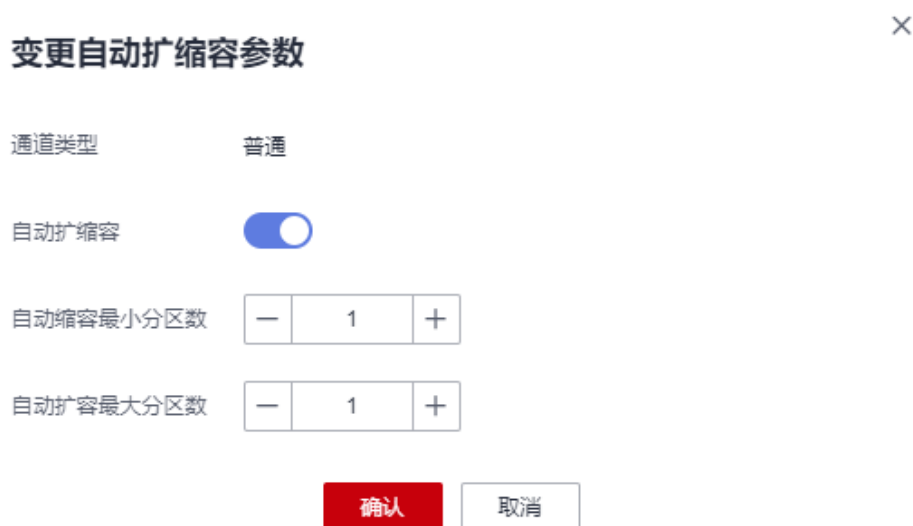 变更自动扩缩容参数
通道类型 普通
自动扩缩容
自动缩容最小分区数 1
自动扩容最大分区数 1
确认 取消